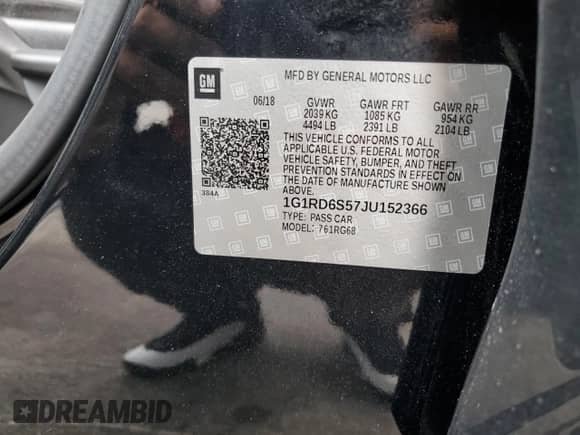 GM
MFD BY GENERAL MOTORS LLC
06/18 GVWR GAWR FRT GAWR RR
2039 KG 1085 KG 954 KG
4494 LB 2391 LB 2104 LB
THIS VEHICLE CONFORMS TO ALL
APPLICABLE U.S. FEDERAL MOTOR
VEHICLE SAFETY, BUMPER, AND THEFT
PREVENTION STANDARDS IN EFFECT ON
THE DATE OF MANUFACTURE SHOWN
ABOVE.
384A
1G1RD6S57JU152366
TYPE: PASS CAR
MODEL: 761RG68
DREAMBID